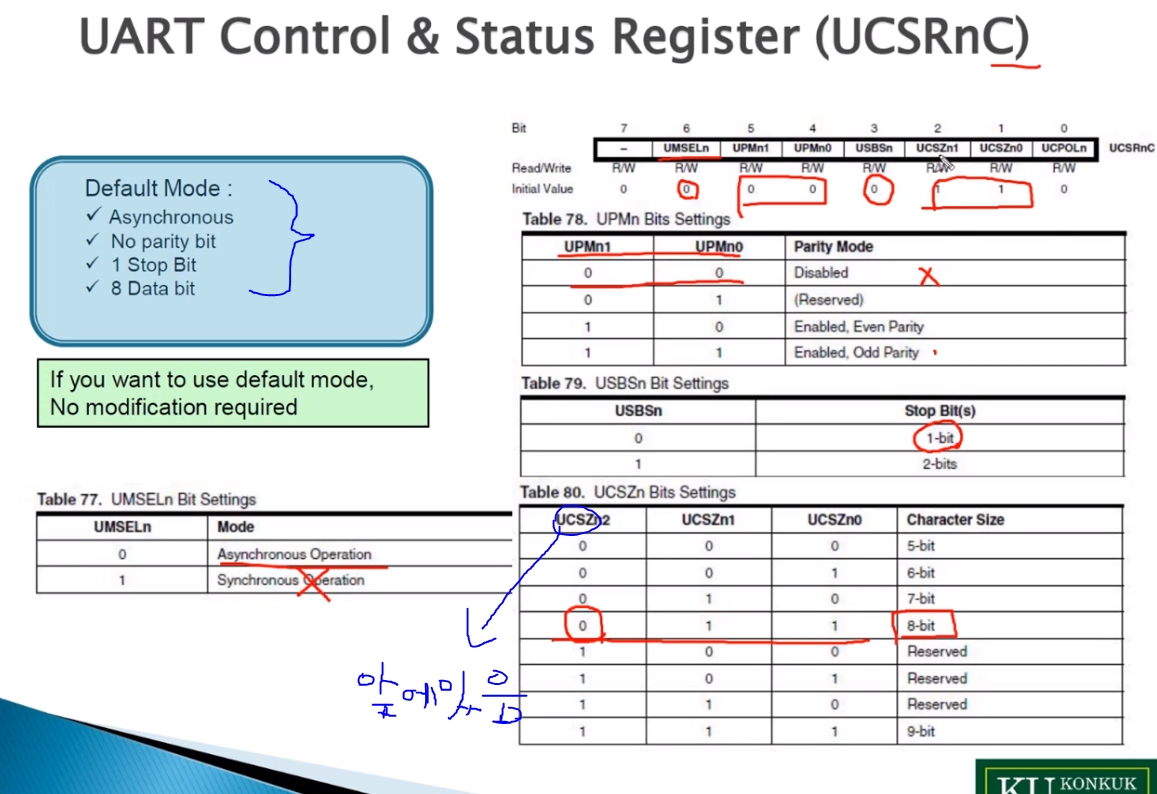 UART Control & Status Register (UCSRnC)
Bit 7 6 5 4 3 2 1 0
– UMSELn UPMn1 UPMn0 USBSn UCSZn1 UCSZn0 UCPOLn UCSRnC
Read/Write R/W R/W R/W R/W R/W R/W R/W R/W
Initial Value 0 0 0 0 0 1 1 0
Default Mode :
✓ Asynchronous
✓ No parity bit
✓ 1 Stop Bit
✓ 8 Data bit
If you want to use default mode,
No modification required
Table 77. UMSELn Bit Settings
UMSELn Mode
0 Asynchronous Operation
1 Synchronous Operation
Table 78. UPMn Bits Settings
UPMn1 UPMn0 Parity Mode
0 0 Disabled
0 1 (Reserved)
1 0 Enabled, Even Parity
1 1 Enabled, Odd Parity
Table 79. USBSn Bit Settings
USBSn Stop Bit(s)
0 1-bit
1 2-bits
Table 80. UCSZn Bits Settings
UCSZn2 UCSZn1 UCSZn0 Character Size
0 0 0 5-bit
0 0 1 6-bit
0 1 0 7-bit
0 1 1 8-bit
1 0 0 Reserved
1 0 1 Reserved
1 1 0 Reserved
1 1 1 9-bit
KU KONKUK